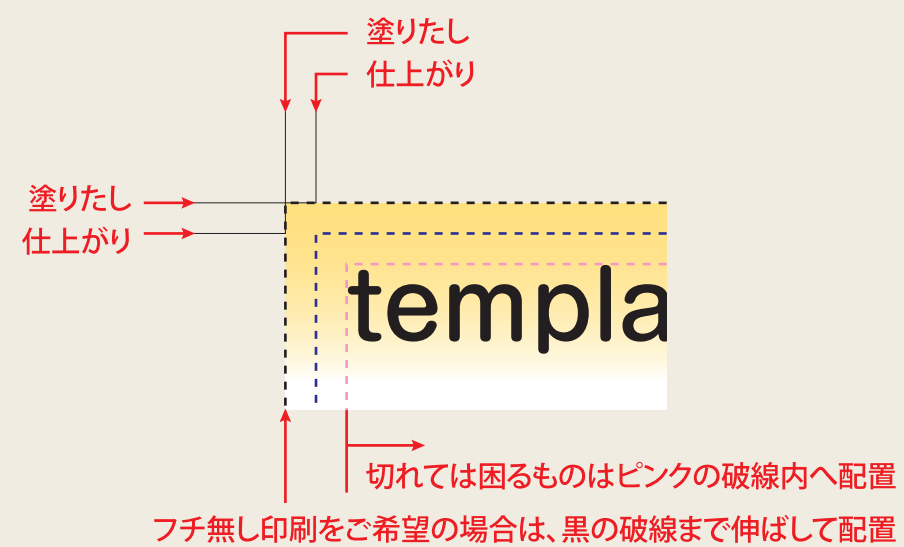 塗りたし
仕上がり
塗りたし
仕上がり
templa
切れては困るものはピンクの破線内へ配置
フチ無し印刷をご希望の場合は、黒の破線まで伸ばして配置